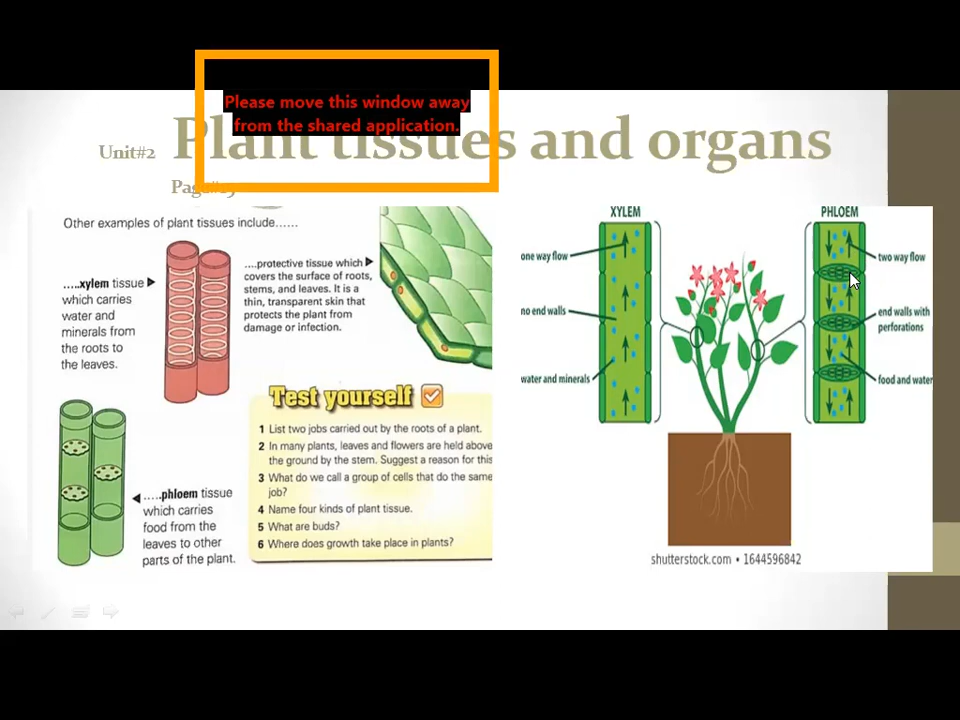 Please move this window away
from the shared application.
Unit#2 Plant tissues and organs
Other examples of plant tissues include......
.....xylem tissue
which carries
water and
minerals from
the roots to
the leaves.
....protective tissue which
covers the surface of roots,
stems, and leaves. It is a
thin, transparent skin that
protects the plant from
damage or infection.
.....phloem tissue
which carries
food from the
leaves to other
parts of the plant.
Test yourself
1 List two jobs carried out by the roots of a plant.
2 In many plants, leaves and flowers are held above
the ground by the stem. Suggest a reason for this
3 What do we call a group of cells that do the same
job?
4 Name four kinds of plant tissue.
5 What are buds?
6 Where does growth take place in plants?
XYLEM
one way flow
no end walls
water and minerals
PHLOEM
two way flow
end walls with
perforations
food and water
shutterstock.com • 1644596842